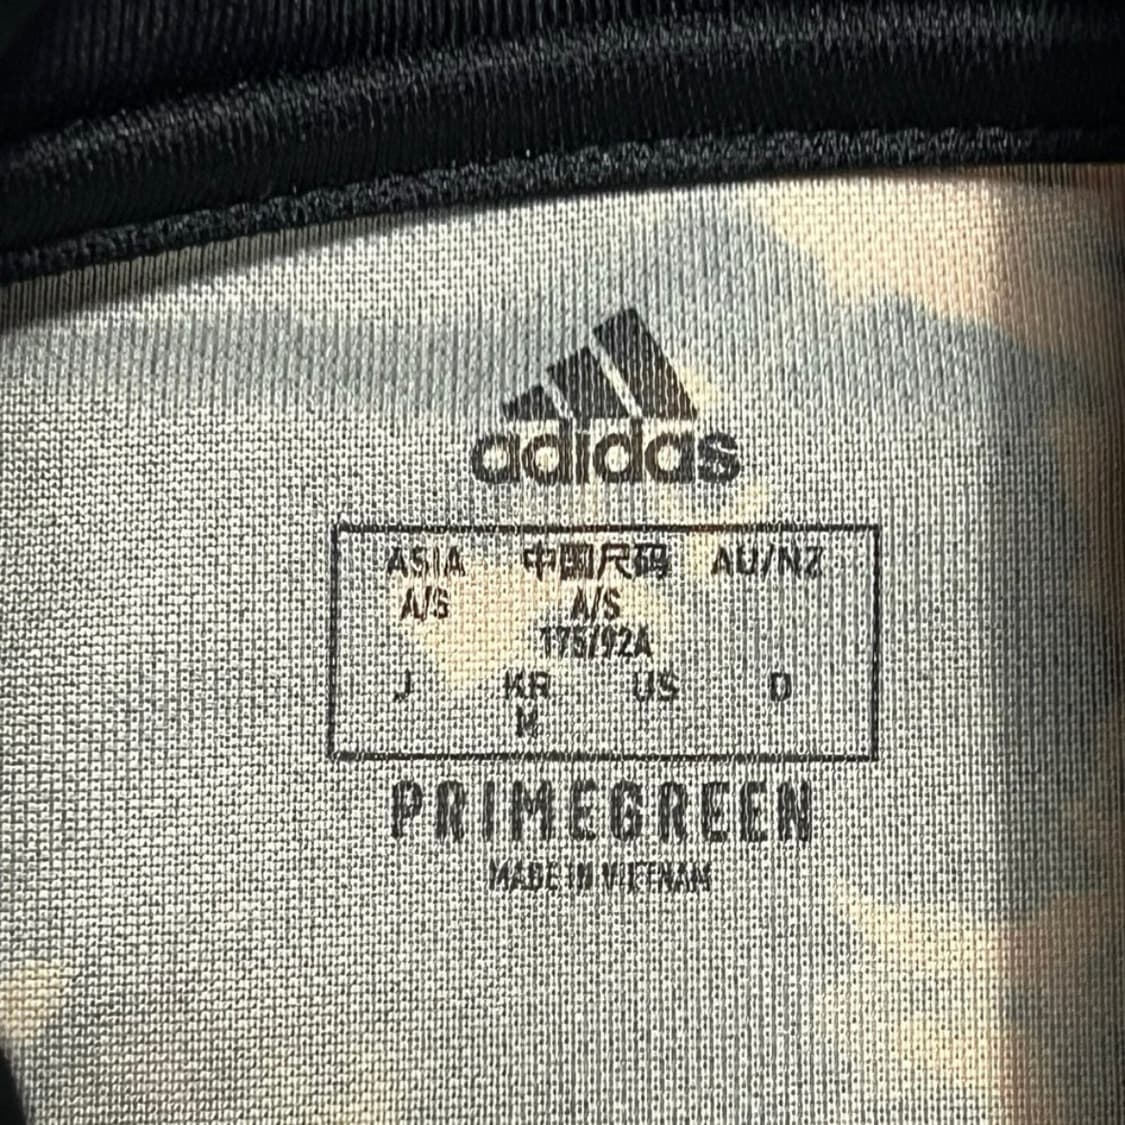 adidas
ASIA 中国尺码 AU/NZ
A/S A/S
175/92A
J KR US D
M
PRIMEGREEN
MADE IN VIETNAM